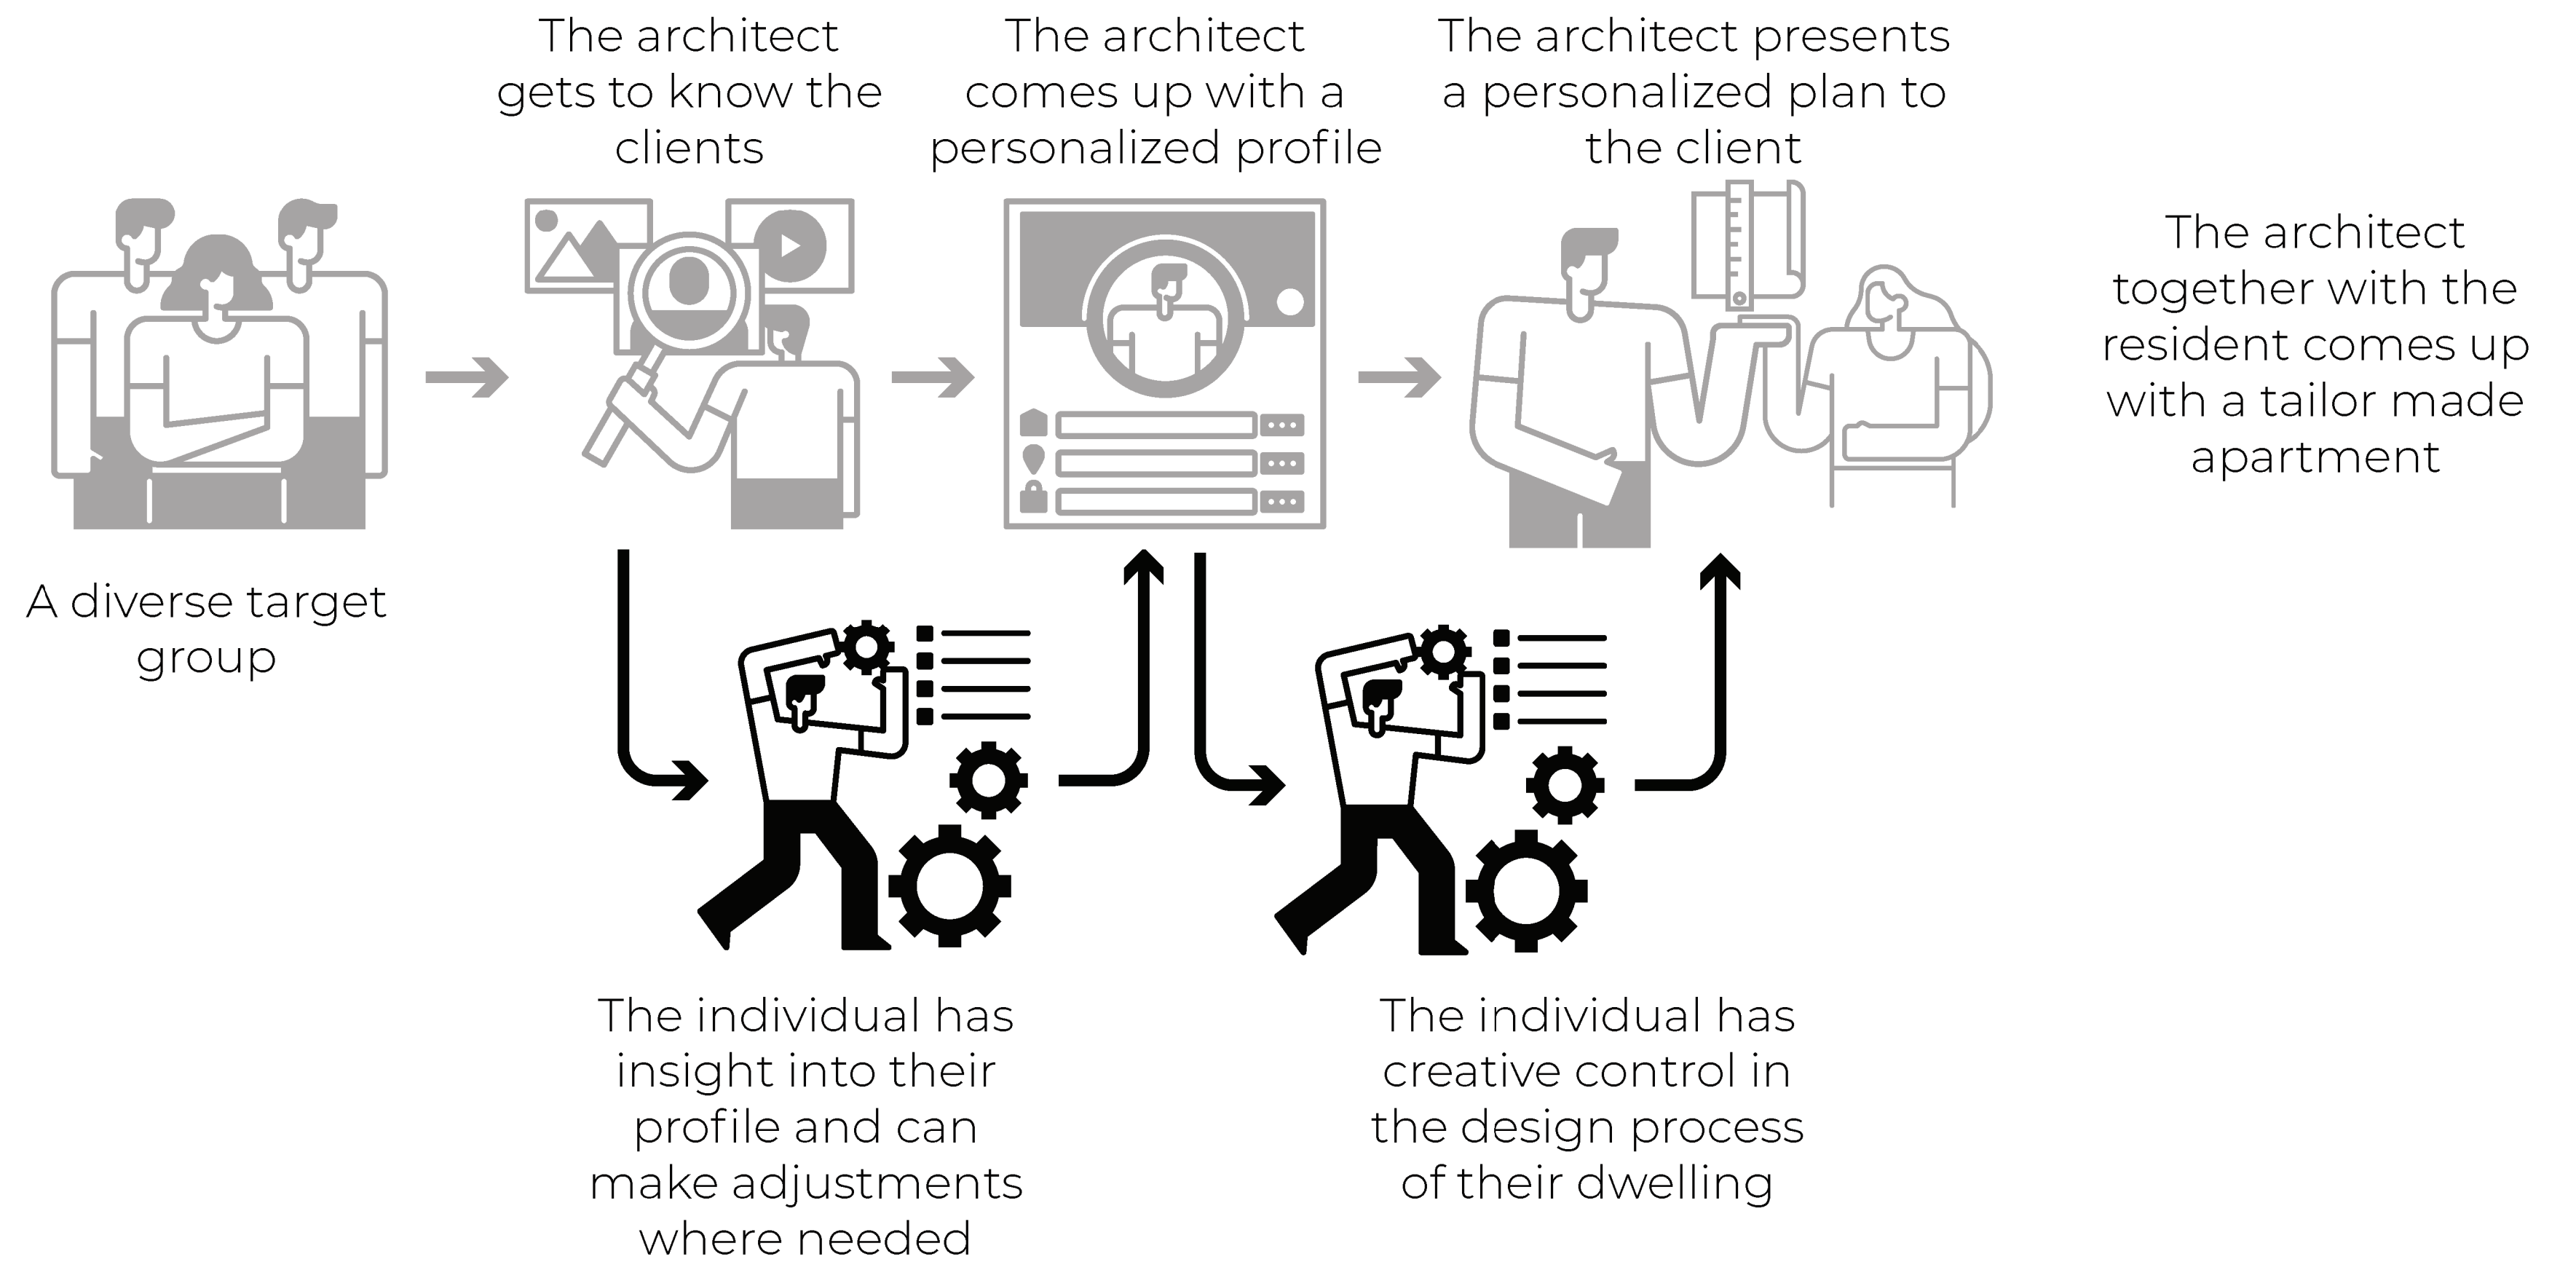 The architect
gets to know the
clients
The architect
comes up with a
personalized profile
The architect presents
a personalized plan to
the client
The architect
together with the
resident comes up
with a tailor made
apartment
A diverse target
group
The individual has
insight into their
profile and can
make adjustments
where needed
The individual has
creative control in
the design process
of their dwelling